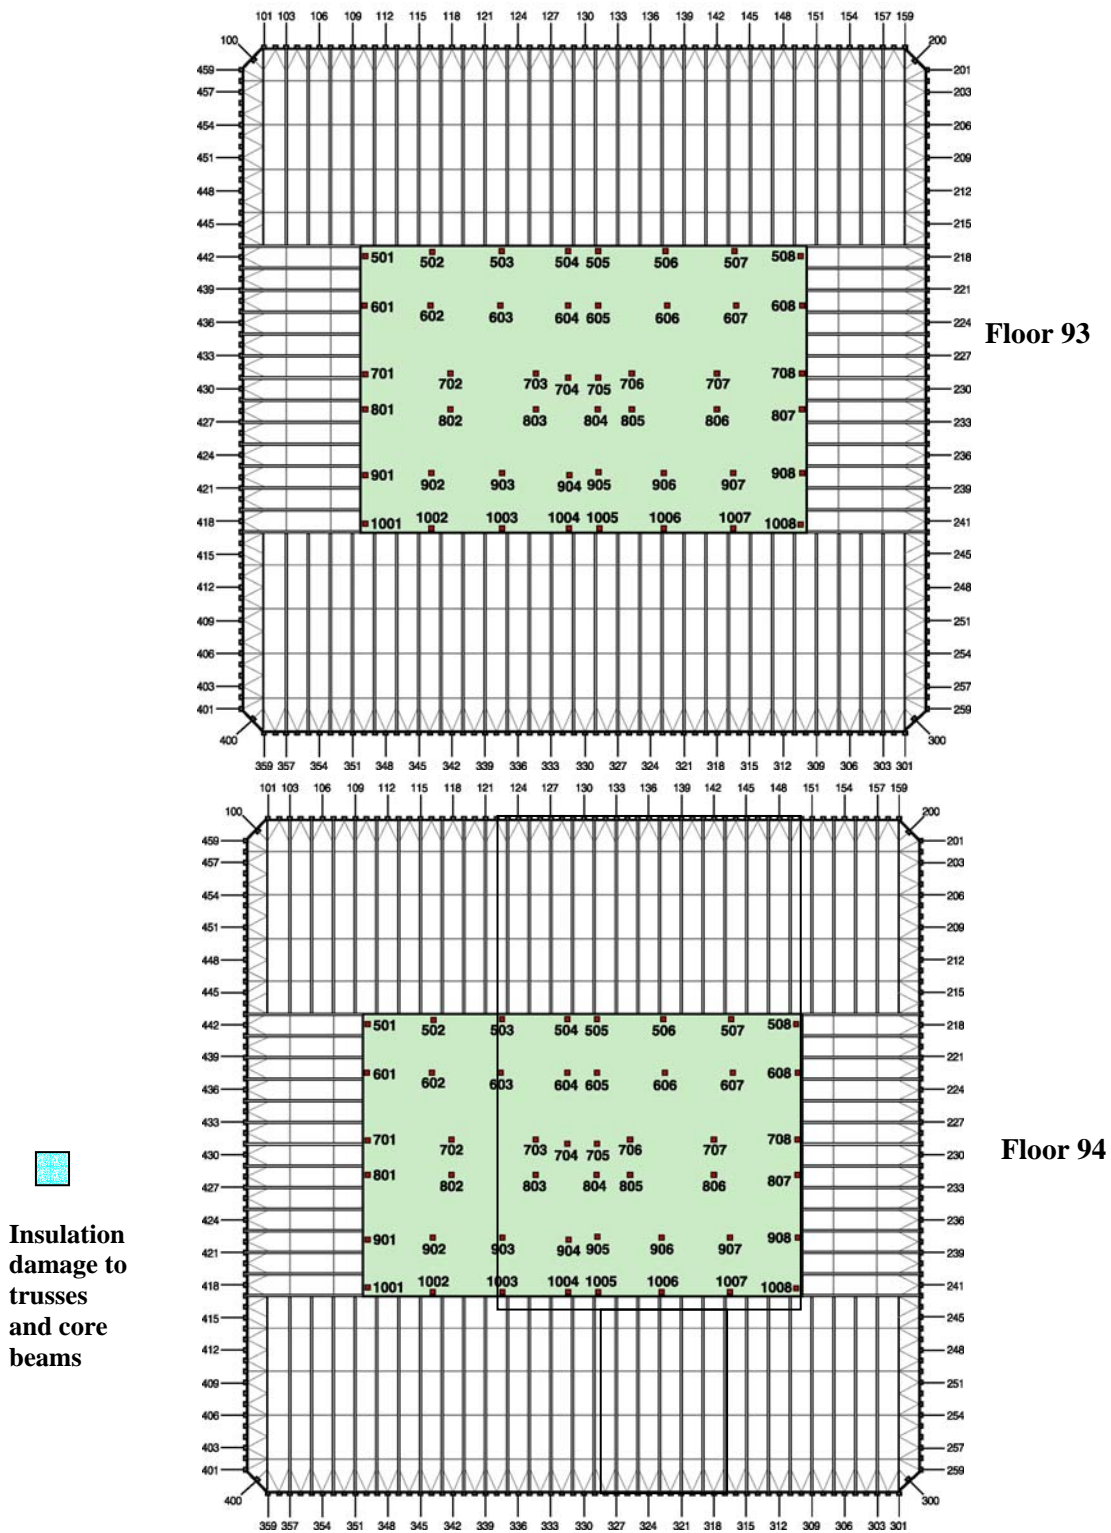 101 103 106 109 112 115 118 121 124 127 130 133 136 139 142 145 148 151 154 157 159
100 200
459 201
457 203
454 206
451 209
448 212
445 215
442 501 502 503 504 505 506 507 508 218
439 221
601 602 603 604 605 606 607 608
436 224
Floor 93
433 227
701 702 703 704 705 706 707 708
430 230
801 802 803 804 805 806 807
427 233
424 236
901 902 903 904 905 906 907 908
421 239
418 1001 1002 1003 1004 1005 1006 1007 1008 241
415 245
412 248
409 251
406 254
403 257
401 259
400 300
359 357 354 351 348 345 342 339 336 333 330 327 324 321 318 315 312 309 306 303 301
101 103 106 109 112 115 118 121 124 127 130 133 136 139 142 145 148 151 154 157 159
100 200
459 201
457 203
454 206
451 209
448 212
445 215
442 501 502 503 504 505 506 507 508 218
439 221
601 602 603 604 605 606 607 608
436 224
433 227
701 702 703 704 705 706 707 708
Floor 94
430 230
801 802 803 804 805 806 807
427 233
424 236
901 902 903 904 905 906 907 908
421 239
418 1001 1002 1003 1004 1005 1006 1007 1008 241
415 245
412 248
409 251
406 254
403 257
401 259
400 300
359 357 354 351 348 345 342 339 336 333 330 327 324 321 318 315 312 309 306 303 301
Insulation
damage to
trusses
and core
beams